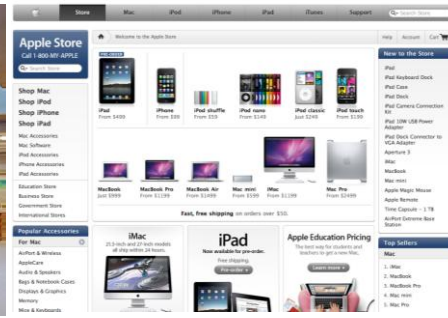 Store Mac iPod iPhone iPad iTunes Support
Apple Store
Call 1-800-MY-APPLE
Search Store
Welcome to the Apple Store
Help Account Cart
Shop Mac
Shop iPod
Shop iPhone
Shop iPad
Mac Accessories
Mac Software
iPod Accessories
iPhone Accessories
iPad Accessories
Education Store
Business Store
Government Store
International Stores
Popular Accessories
For Mac
AirPort & Wireless
AppleCare
Audio & Speakers
Bags & Notebook Cases
Displays & Graphics
Memory
Mice & Keyboards
PRE-ORDER
iPad
From $499
iPhone
From $99
iPod shuffle
From $59
iPod nano
From $149
iPod classic
Just $249
iPod touch
From $199
MacBook
Just $999
MacBook Pro
From $1199
MacBook Air
From $1499
Mac mini
From $599
iMac
From $1199
Mac Pro
From $2499
Fast, free shipping on orders over $50.
iMac
21.5-inch and 27-inch models
all ship within 24 hours.
iPad
Now available for pre-order.
Free shipping.
Pre-order
Apple Education Pricing
The best way for students and
teachers to get a new Mac.
Learn more
New to the Store
iPad
iPad Keyboard Dock
iPad Case
iPad Dock
iPad Camera Connection
Kit
iPad 10W USB Power
Adapter
iPad Dock Connector to
VGA Adapter
Aperture 3
iMac
MacBook
Mac mini
Apple Magic Mouse
Apple Remote
Time Capsule - 1 TB
AirPort Extreme Base
Station
Top Sellers
Mac
1. iMac
2. MacBook
3. MacBook Pro
4. Mac mini
5. Mac Pro